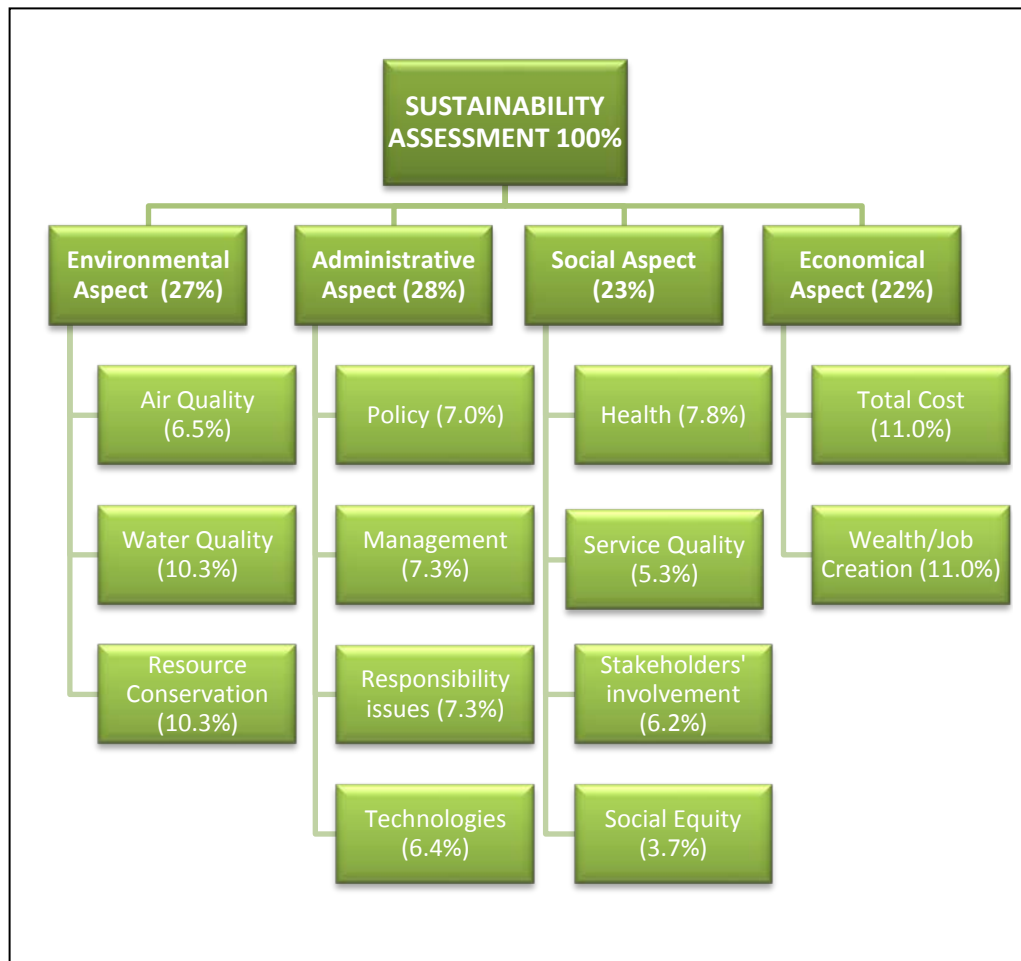 SUSTAINABILITY
ASSESSMENT 100%
Environmental
Aspect (27%)
Air Quality
(6.5%)
Water Quality
(10.3%)
Resource
Conservation
(10.3%)
Administrative
Aspect (28%)
Policy (7.0%)
Management
(7.3%)
Responsibility
issues (7.3%)
Technologies
(6.4%)
Social Aspect
(23%)
Health (7.8%)
Service Quality
(5.3%)
Stakeholders'
involvement
(6.2%)
Social Equity
(3.7%)
Economical
Aspect (22%)
Total Cost
(11.0%)
Wealth/Job
Creation (11.0%)